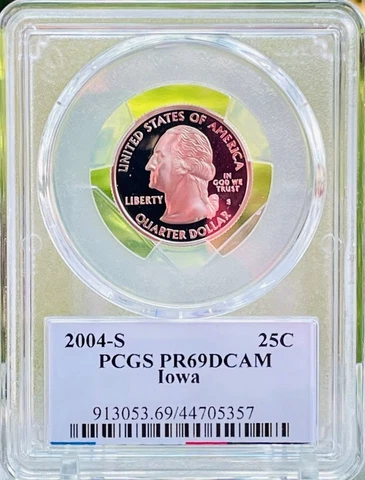 UNITED STATES OF AMERICA
LIBERTY
IN
GOD WE
TRUST
S
QUARTER DOLLAR
2004-S 25C
PCGS PR69DCAM
Iowa
913053.69/44705357